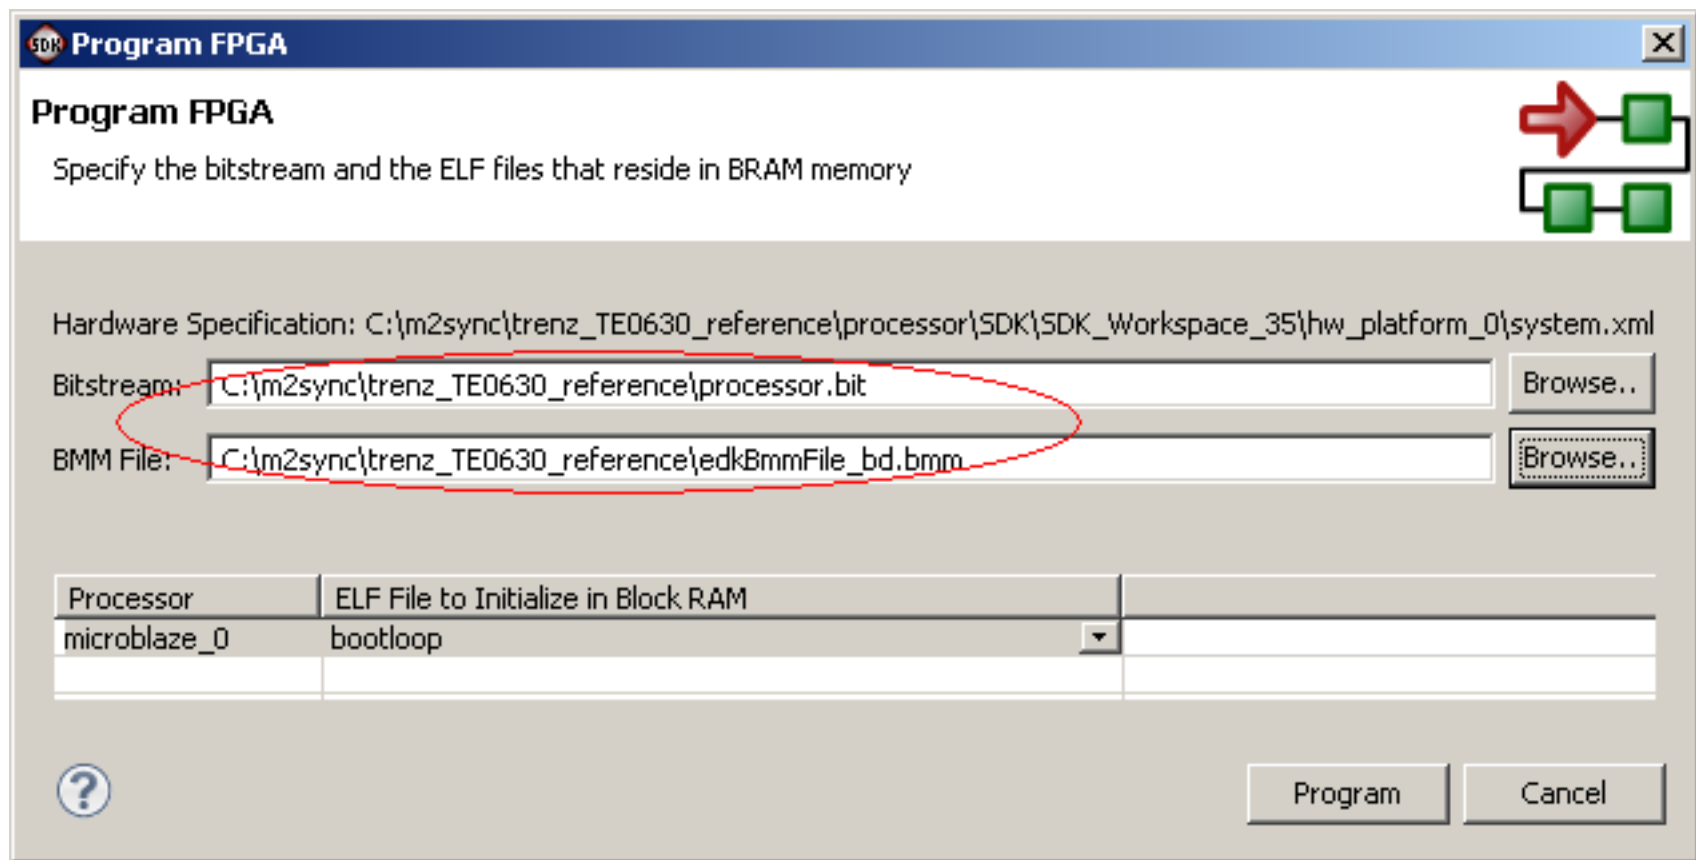 SDK Program FPGA
Program FPGA
Specify the bitstream and the ELF files that reside in BRAM memory
Hardware Specification: C:\m2sync\trenz_TE0630_reference\processor\SDK\SDK_Workspace_35\hw_platform_0\system.xml
Bitstream: C:\m2sync\trenz_TE0630_reference\processor.bit Browse..
BMM File: C:\m2sync\trenz_TE0630_reference\edkBmmFile_bd.bmm Browse..
Processor ELF File to Initialize in Block RAM
microblaze_0 bootloop
? Program Cancel